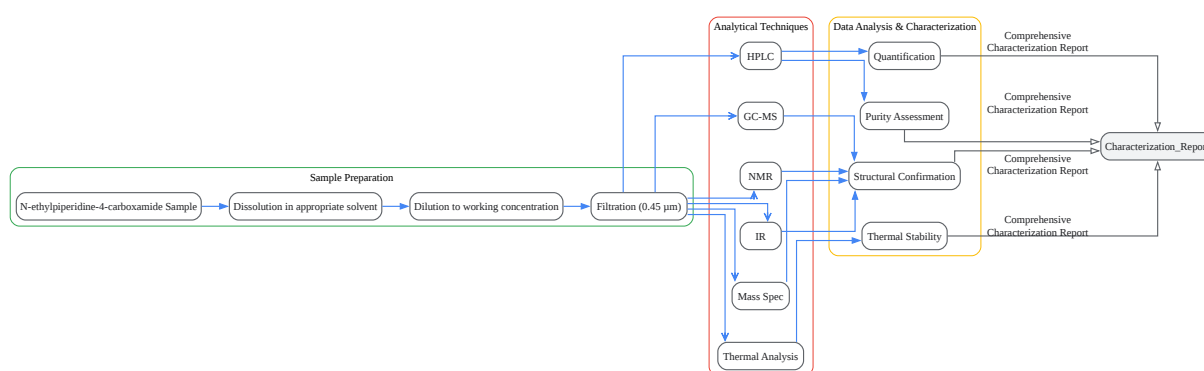 Analytical Techniques
Data Analysis & Characterization
Comprehensive
Characterization Report
HPLC
Quantification
Comprehensive
Characterization Report
GC-MS
Purity Assessment
Characterization_Repor
Comprehensive
Characterization Report
Sample Preparation
NMR
Structural Confirmation
N-ethylpiperidine-4-carboxamide Sample
Dissolution in appropriate solvent
Dilution to working concentration
Filtration (0.45 µm)
Comprehensive
Characterization Report
IR
Thermal Stability
Mass Spec
Thermal Analysis